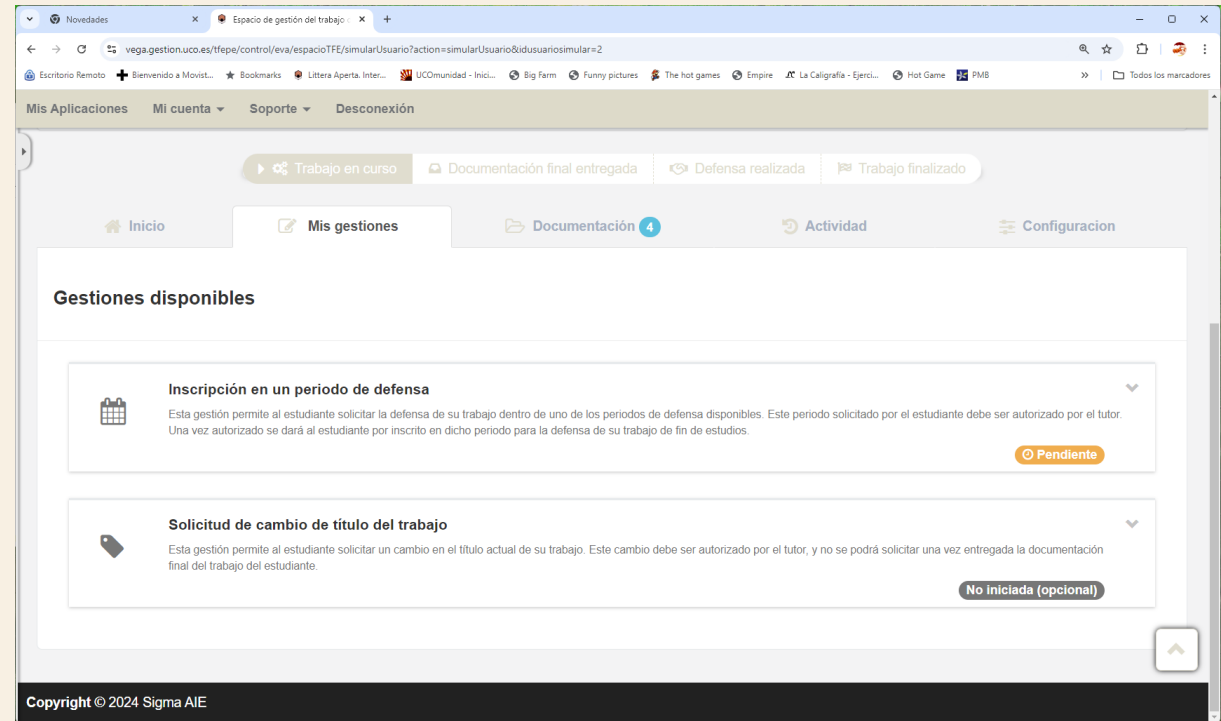 Novedades
Espacio de gestión del trabajo
vega.gestion.uco.es/tfepe/control/eva/espacioTFE/simularUsuario?action=simularUsuario&idusuariosimular=2
Escritorio Remoto Bienvenido a Movist... Bookmarks Littera Aperta. Inter... UCOmunidad - Inici... Big Farm Funny pictures The hot games Empire La Caligrafía - Ejerci... Hot Game PMB Todos los marcadores
Mis Aplicaciones Mi cuenta Soporte Desconexión
Trabajo en curso Documentación final entregada Defensa realizada Trabajo finalizado
Inicio Mis gestiones Documentación 4 Actividad Configuracion
Gestiones disponibles
Inscripción en un periodo de defensa
Esta gestión permite al estudiante solicitar la defensa de su trabajo dentro de uno de los periodos de defensa disponibles. Este periodo solicitado por el estudiante debe ser autorizado por el tutor.
Una vez autorizado se dará al estudiante por inscrito en dicho periodo para la defensa de su trabajo de fin de estudios.
Pendiente
Solicitud de cambio de título del trabajo
Esta gestión permite al estudiante solicitar un cambio en el título actual de su trabajo. Este cambio debe ser autorizado por el tutor, y no se podrá solicitar una vez entregada la documentación
final del trabajo del estudiante.
No iniciada (opcional)
Copyright © 2024 Sigma AIE